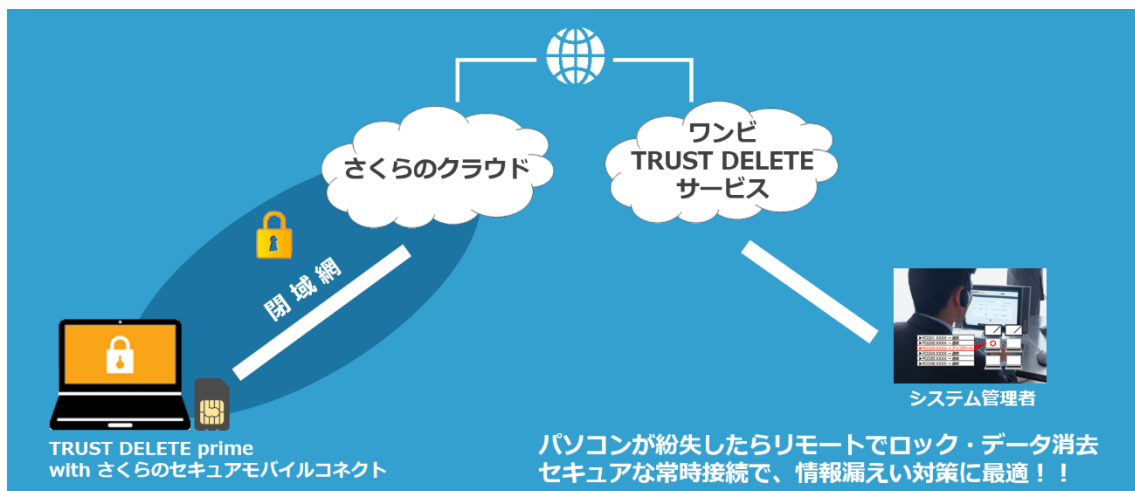 さくらのクラウド
ワンビ
TRUST DELETE
サービス
閉域網
TRUST DELETE prime
with さくらのセキュアモバイルコネクト
システム管理者
パソコンが紛失したらリモートでロック・データ消去
セキュアな常時接続で、情報漏えい対策に最適！！